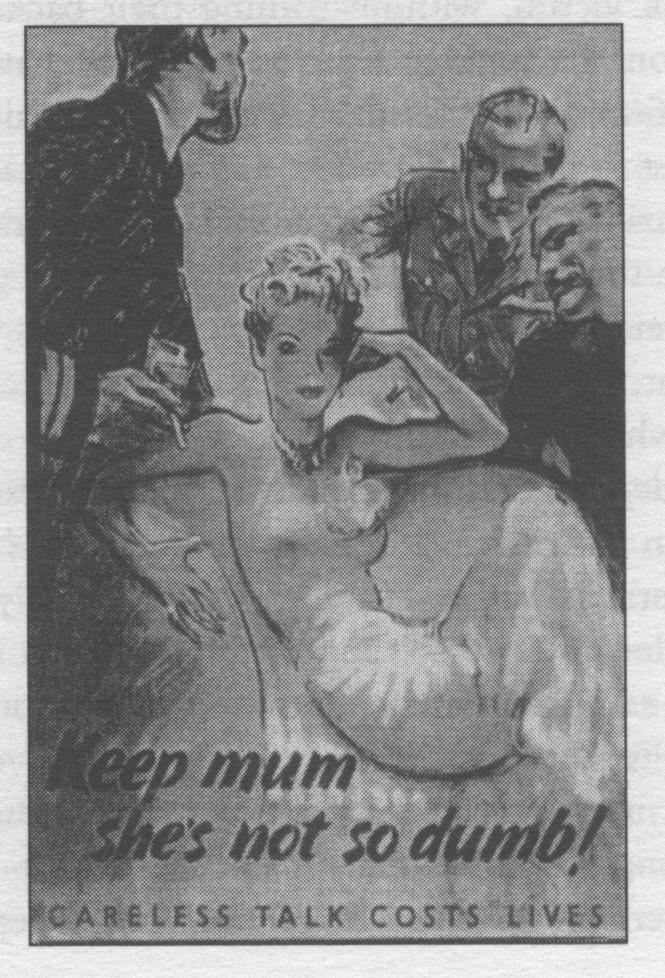 Keep mum
she's not so dumb!
CARELESS TALK COSTS LIVES